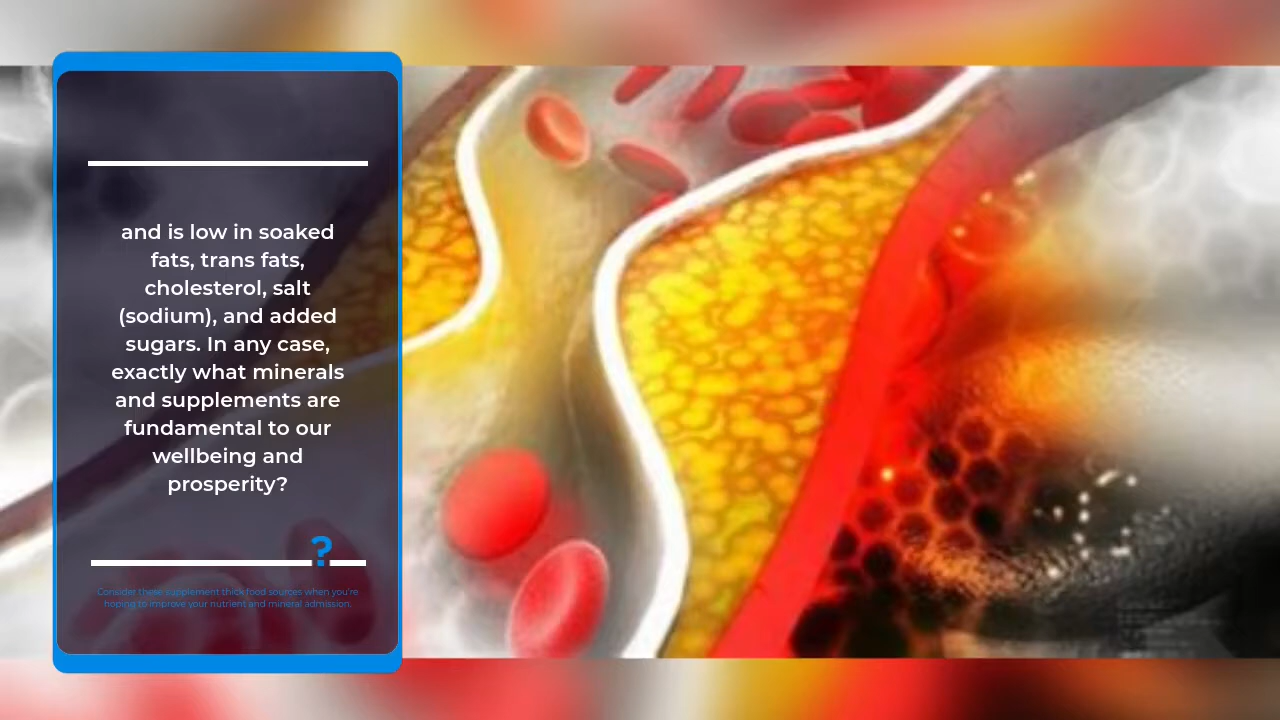 and is low in soaked
fats, trans fats,
cholesterol, salt
(sodium), and added
sugars. In any case,
exactly what minerals
and supplements are
fundamental to our
wellbeing and
prosperity?
?
Consider these supplement thick food sources when you're
hoping to improve your nutrient and mineral admission.